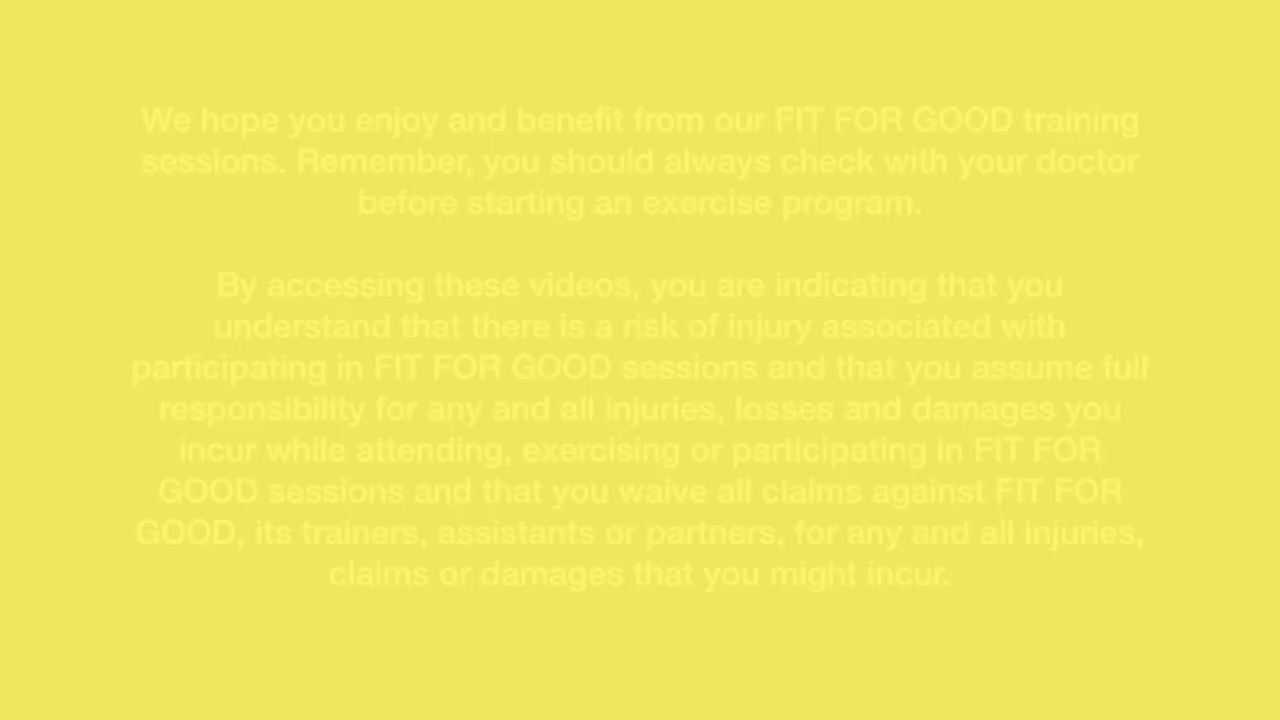 We hope you enjoy and benefit from our FIT FOR GOOD training
sessions. Remember, you should always check with your doctor
before starting an exercise program.
By accessing these videos, you are indicating that you
understand that there is a risk of injury associated with
participating in FIT FOR GOOD sessions and that you assume full
responsibility for any and all injuries, losses and damages you
incur while attending, exercising or participating in FIT FOR
GOOD sessions and that you waive all claims against FIT FOR
GOOD, its trainers, assistants or partners, for any and all injuries,
claims or damages that you might incur.